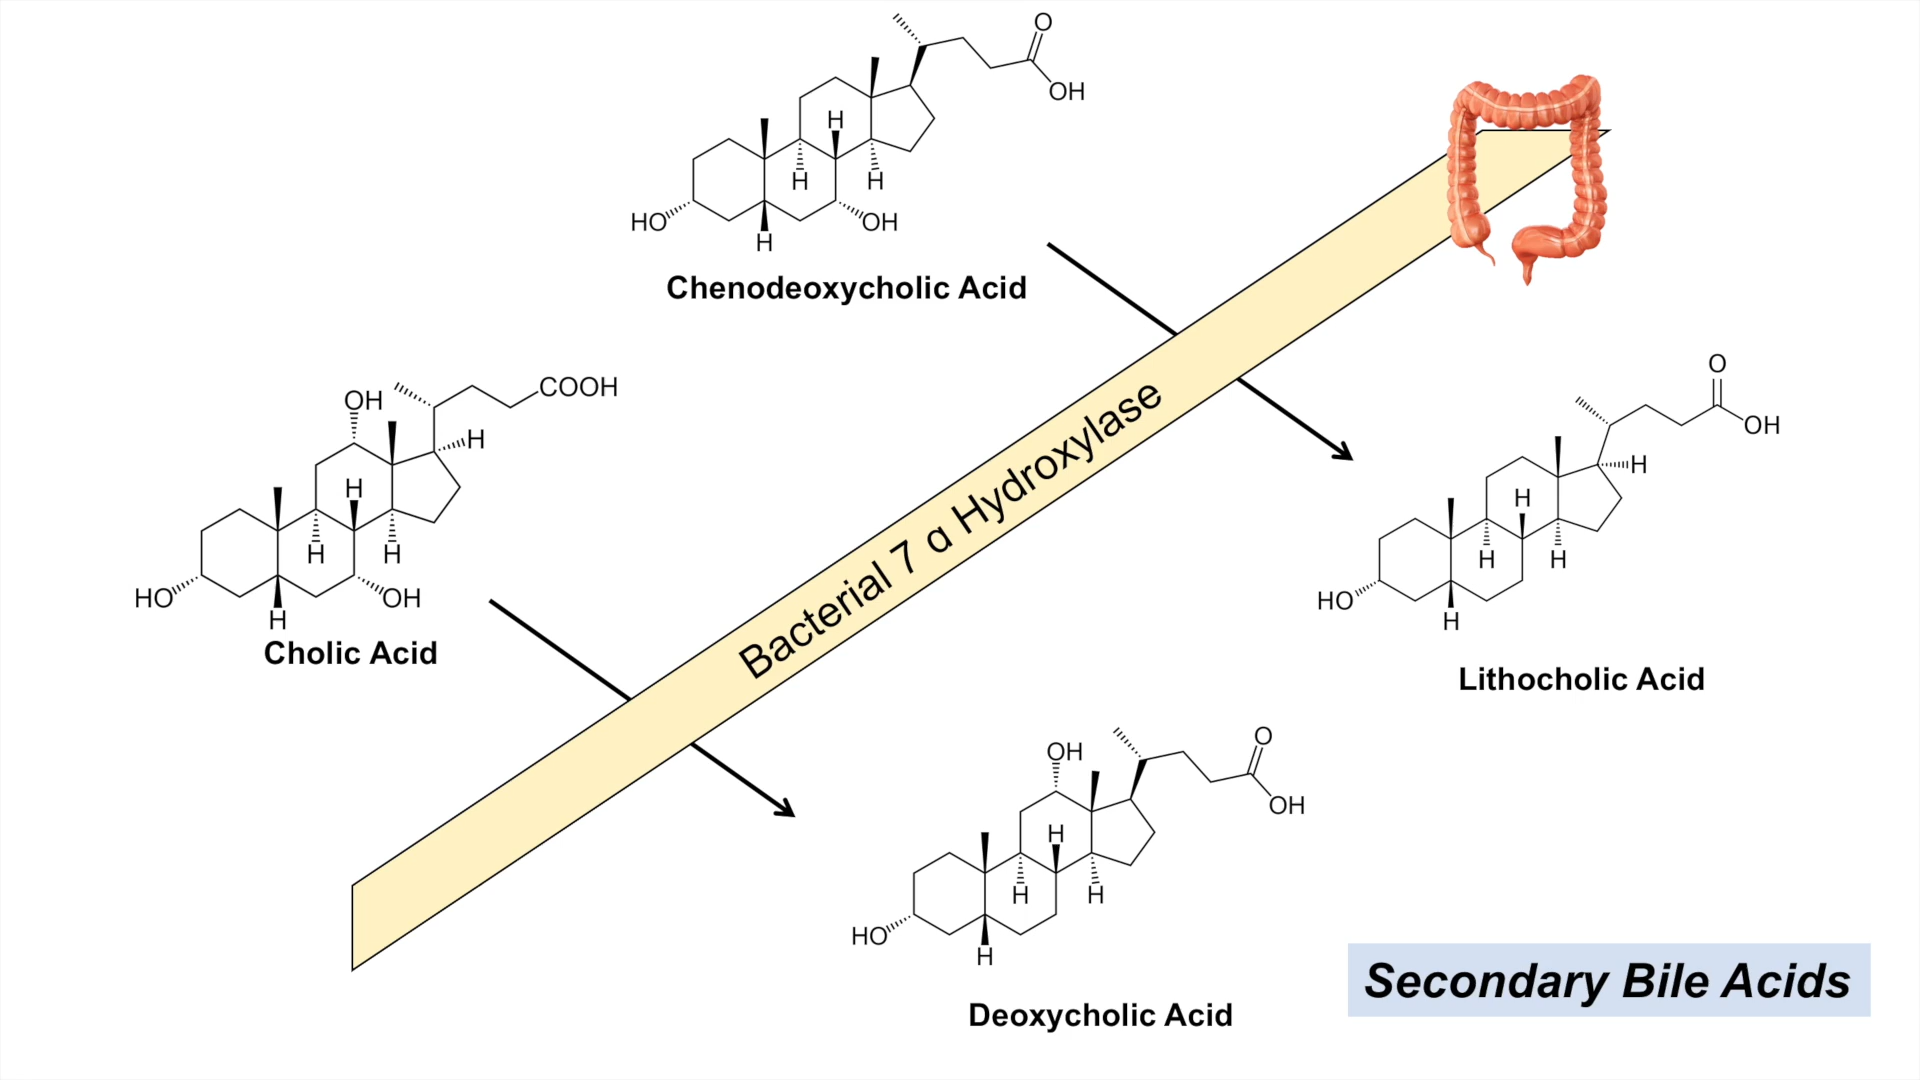 O
OH
H
H
H
HO
OH
H
Chenodeoxycholic Acid
OH
COOH
H
H
H
H
HO
OH
H
Cholic Acid
Bacterial 7 α Hydroxylase
O
OH
H
H
H
H
HO
H
Lithocholic Acid
O
OH
OH
H
H
H
HO
H
Deoxycholic Acid
Secondary Bile Acids